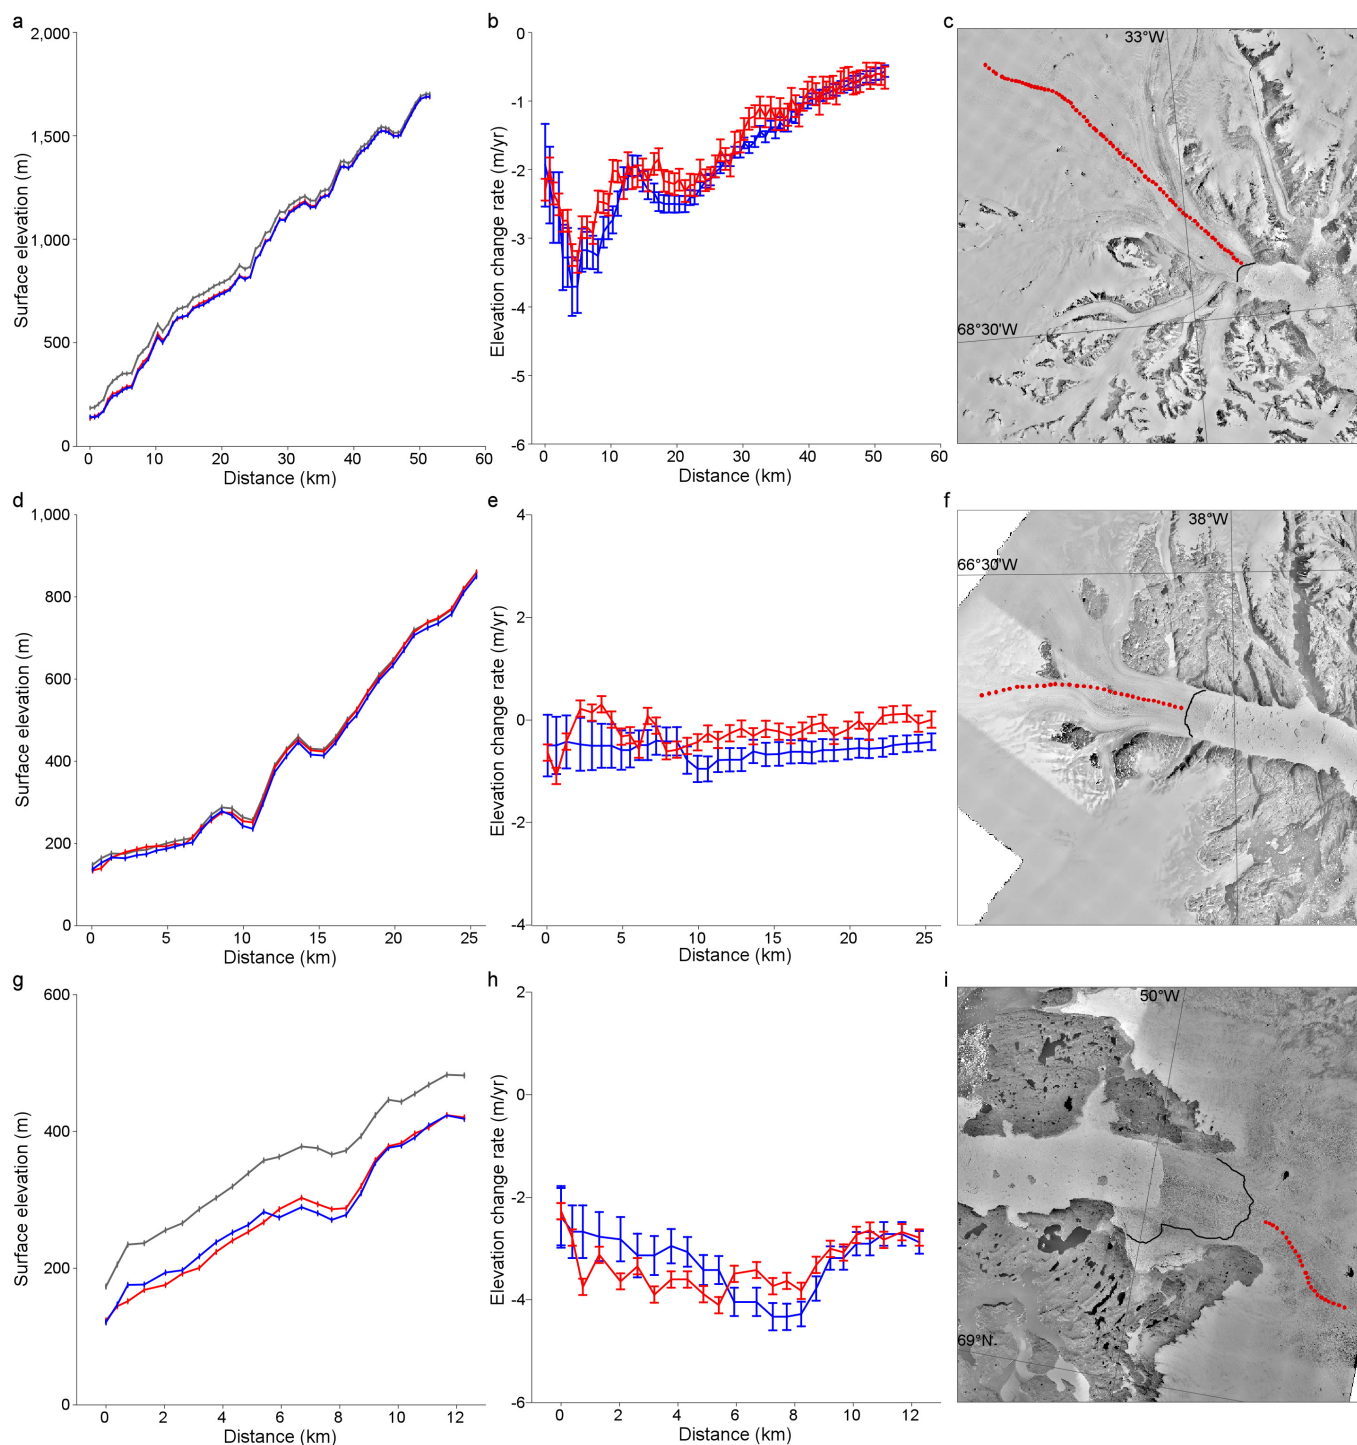 a
2,000
1,500
1,000
500
0
Surface elevation (m)
0 10 20 30 40 50 60
Distance (km)
b
0
-1
-2
-3
-4
-5
-6
Elevation change rate (m/yr)
0 10 20 30 40 50 60
Distance (km)
c
33°W
68°30'W
d
1,000
800
600
400
200
0
Surface elevation (m)
0 5 10 15 20 25
Distance (km)
e
4
2
0
-2
-4
Elevation change rate (m/yr)
0 5 10 15 20 25
Distance (km)
f
38°W
66°30'W
g
600
400
200
0
Surface elevation (m)
0 2 4 6 8 10 12
Distance (km)
h
2
0
-2
-4
-6
Elevation change rate (m/yr)
0 2 4 6 8 10 12
Distance (km)
i
50°W
69°N